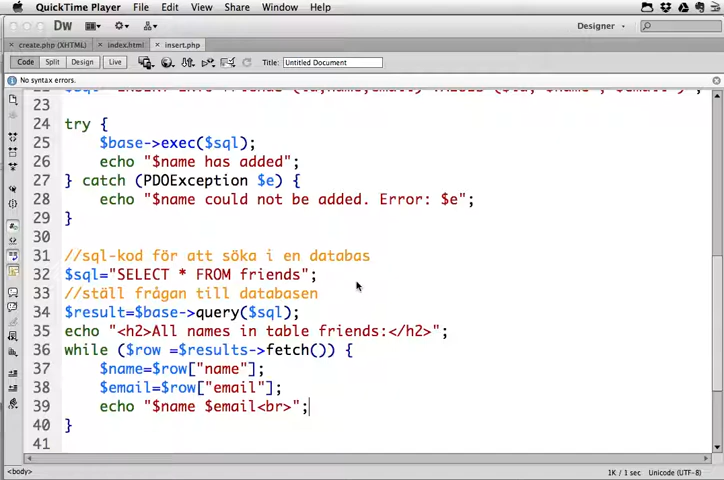 QuickTime Player File Edit View Share Window Help
Dw Designer
create.php (XHTML) index.html insert.php
Code Split Design Live Title: Untitled Document
No syntax errors.
23
24 try {
25 $base->exec($sql);
26 echo "$name has added";
27 } catch (PDOException $e) {
28 echo "$name could not be added. Error: $e";
29 }
30
31 //sql-kod för att söka i en databas
32 $sql="SELECT * FROM friends";
33 //ställ frågan till databasen
34 $result=$base->query($sql);
35 echo "<h2>All names in table friends:</h2>";
36 while ($row =$results->fetch()) {
37 $name=$row["name"];
38 $email=$row["email"];
39 echo "$name $email<br>";
40 }
41
<body> 1K / 1 sec Unicode (UTF-8)